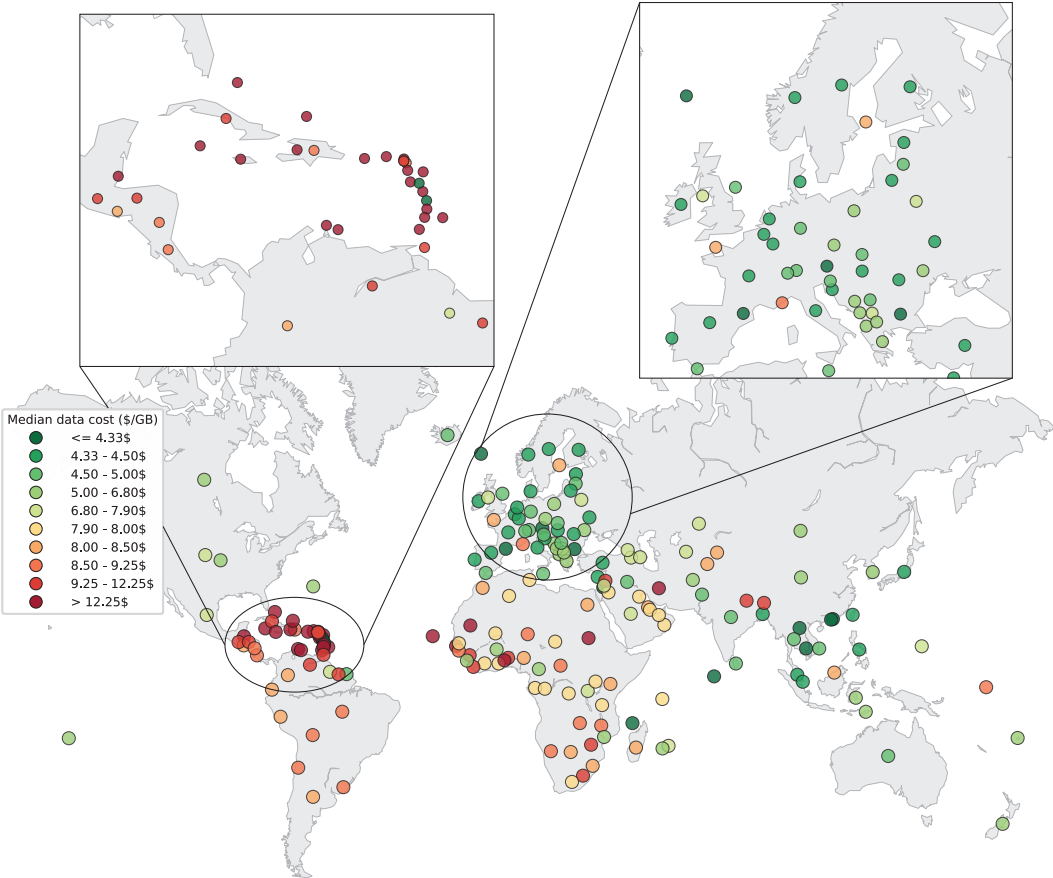 Median data cost ($/GB)
<= 4.33$
4.33 - 4.50$
4.50 - 5.00$
5.00 - 6.80$
6.80 - 7.90$
7.90 - 8.00$
8.00 - 8.50$
8.50 - 9.25$
9.25 - 12.25$
> 12.25$